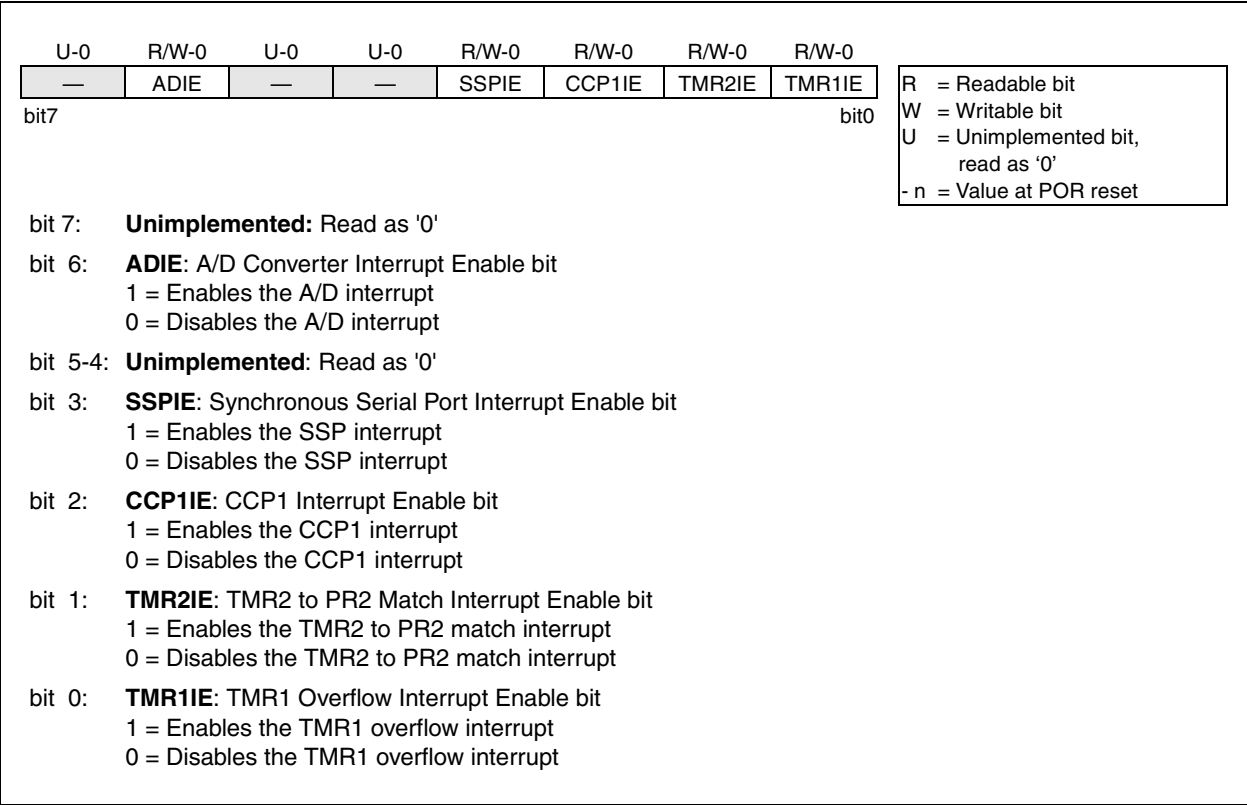 U-0 R/W-0 U-0 U-0 R/W-0 R/W-0 R/W-0 R/W-0
— ADIE — — SSPIE CCP1IE TMR2IE TMR1IE
bit7 bit0
R = Readable bit
W = Writable bit
U = Unimplemented bit,
read as ‘0’
- n = Value at POR reset
bit 7: Unimplemented: Read as '0'
bit 6: ADIE: A/D Converter Interrupt Enable bit
1 = Enables the A/D interrupt
0 = Disables the A/D interrupt
bit 5-4: Unimplemented: Read as '0'
bit 3: SSPIE: Synchronous Serial Port Interrupt Enable bit
1 = Enables the SSP interrupt
0 = Disables the SSP interrupt
bit 2: CCP1IE: CCP1 Interrupt Enable bit
1 = Enables the CCP1 interrupt
0 = Disables the CCP1 interrupt
bit 1: TMR2IE: TMR2 to PR2 Match Interrupt Enable bit
1 = Enables the TMR2 to PR2 match interrupt
0 = Disables the TMR2 to PR2 match interrupt
bit 0: TMR1IE: TMR1 Overflow Interrupt Enable bit
1 = Enables the TMR1 overflow interrupt
0 = Disables the TMR1 overflow interrupt